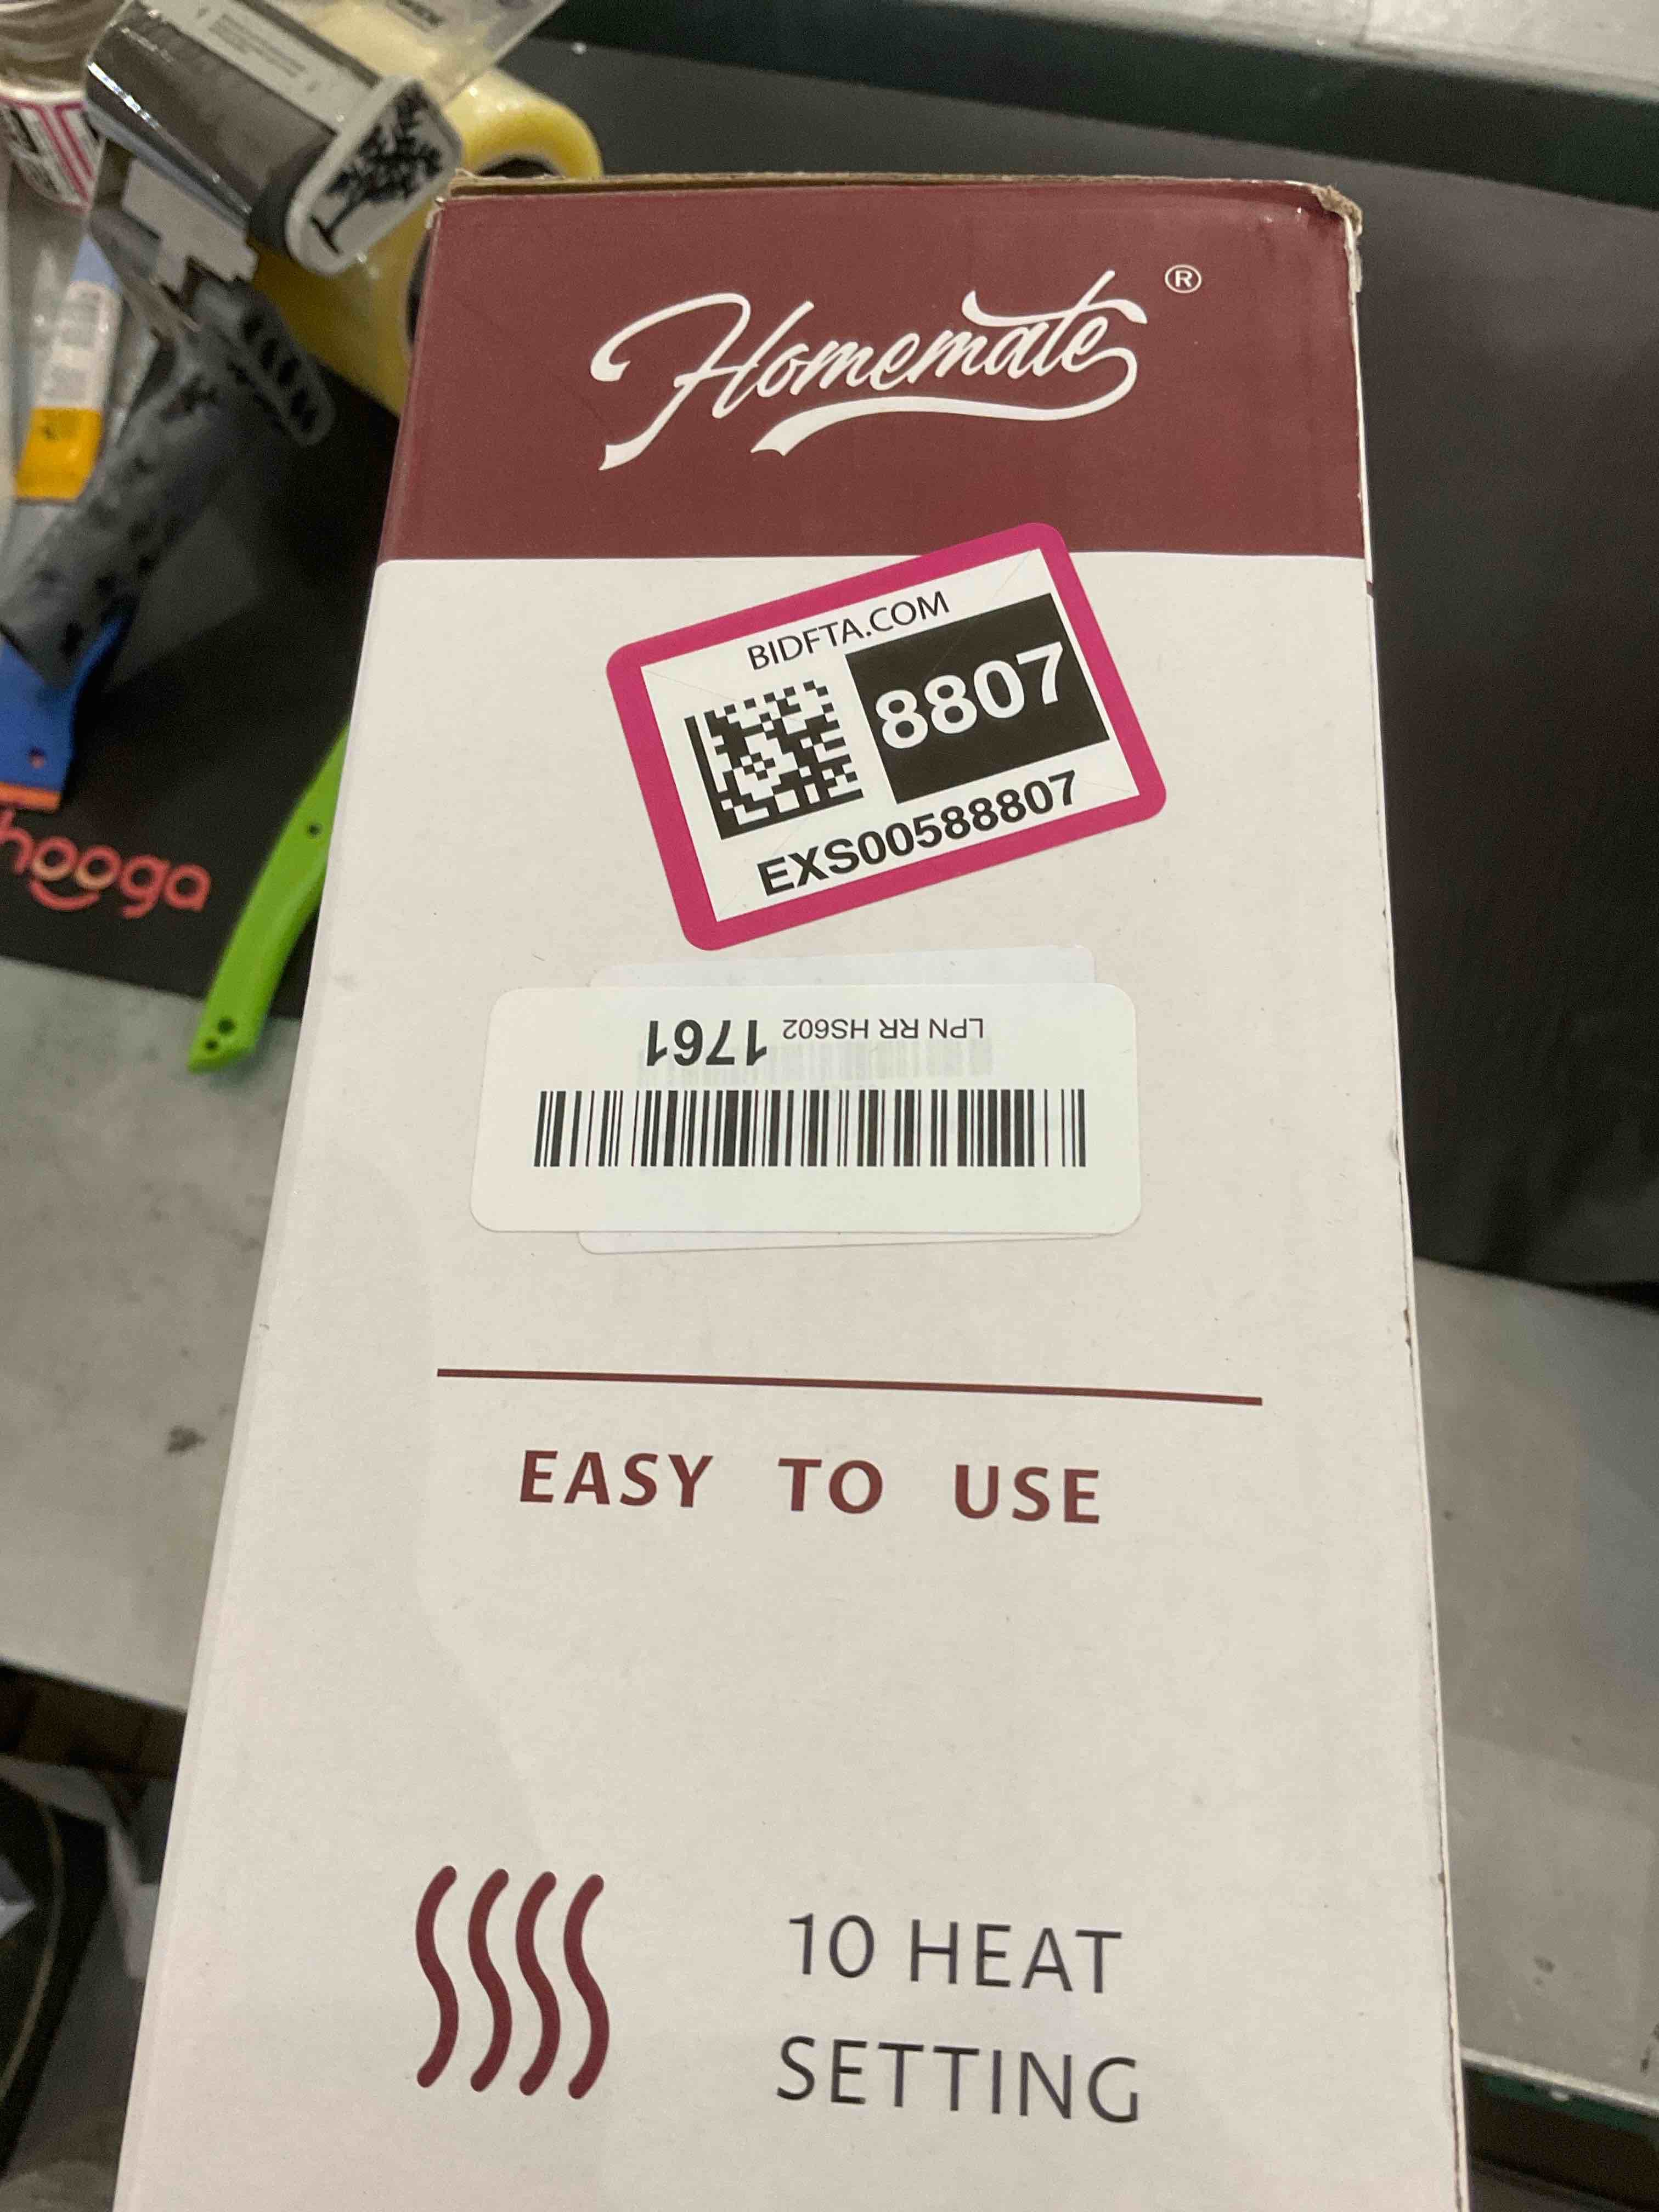 Homemate®
BIDFTA.COM
8807
EXS00588807
LPN RR HS602 1761
hooga
EASY TO USE
10 HEAT
SETTING